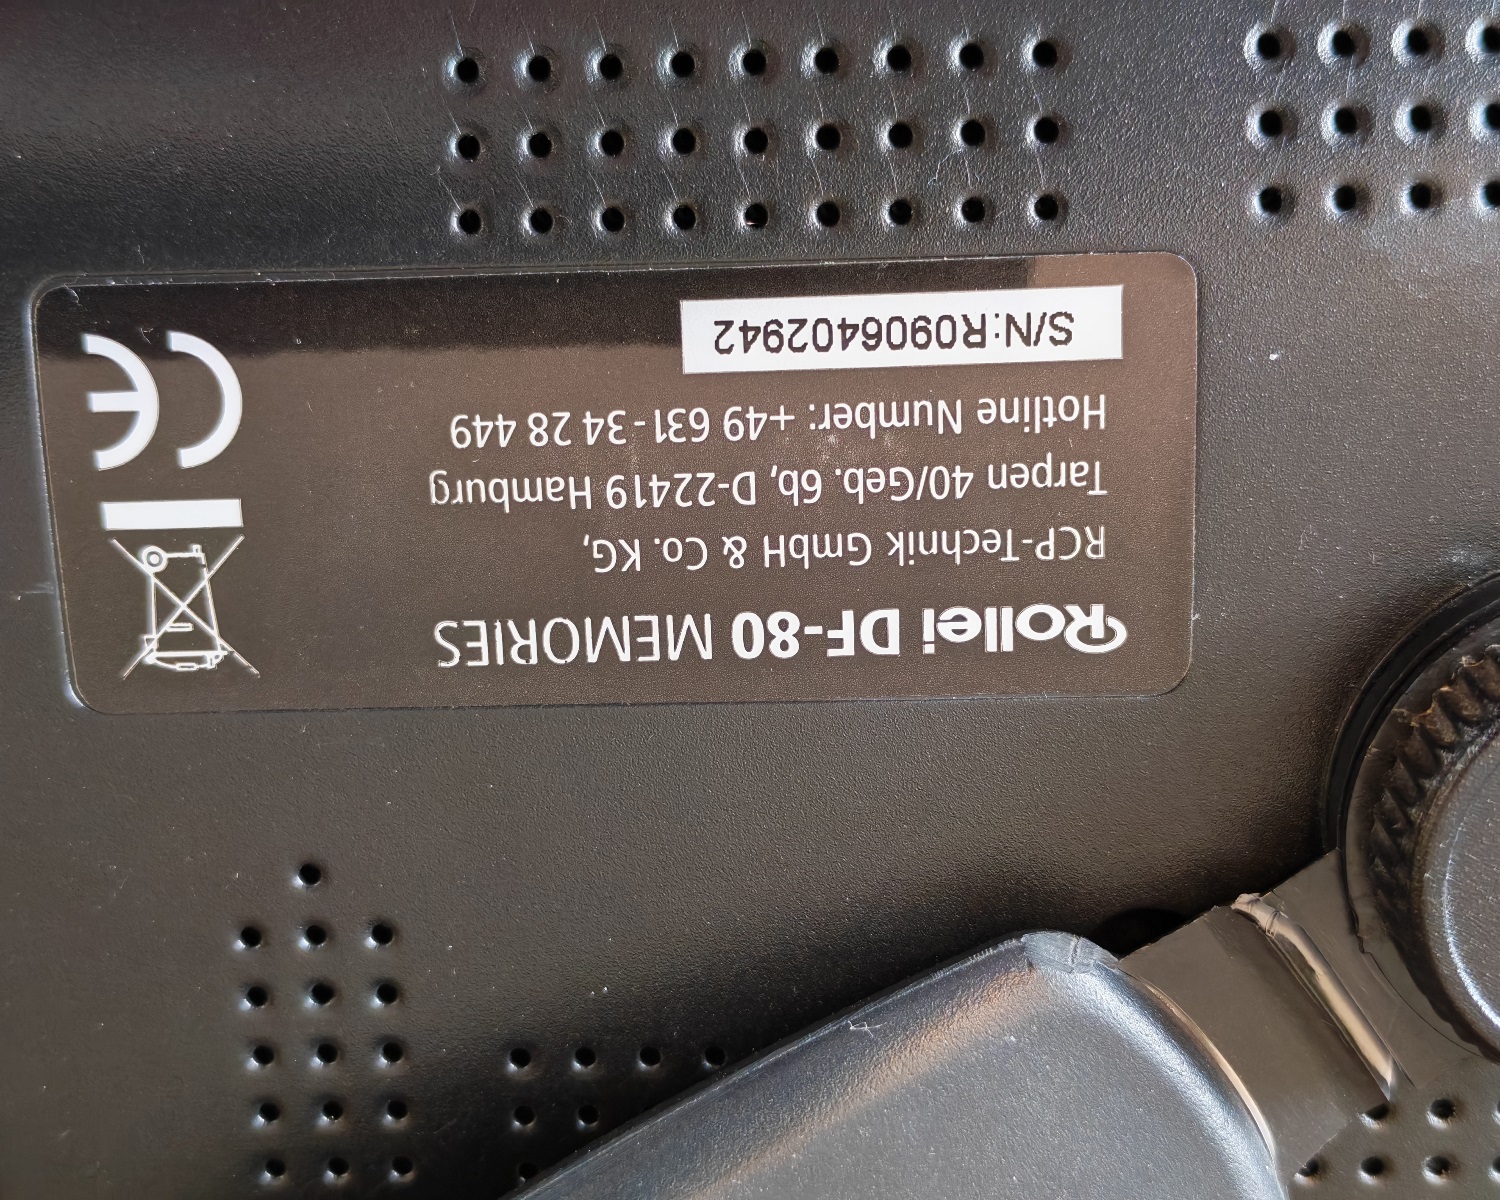 Rollei DF-80 MEMORIES
RCP-Technik GmbH & Co. KG,
Tarpen 40/Geb. 6b, D-22419 Hamburg
Hotline Number: +49 631-34 28 449
S/N:R0906402942
CE